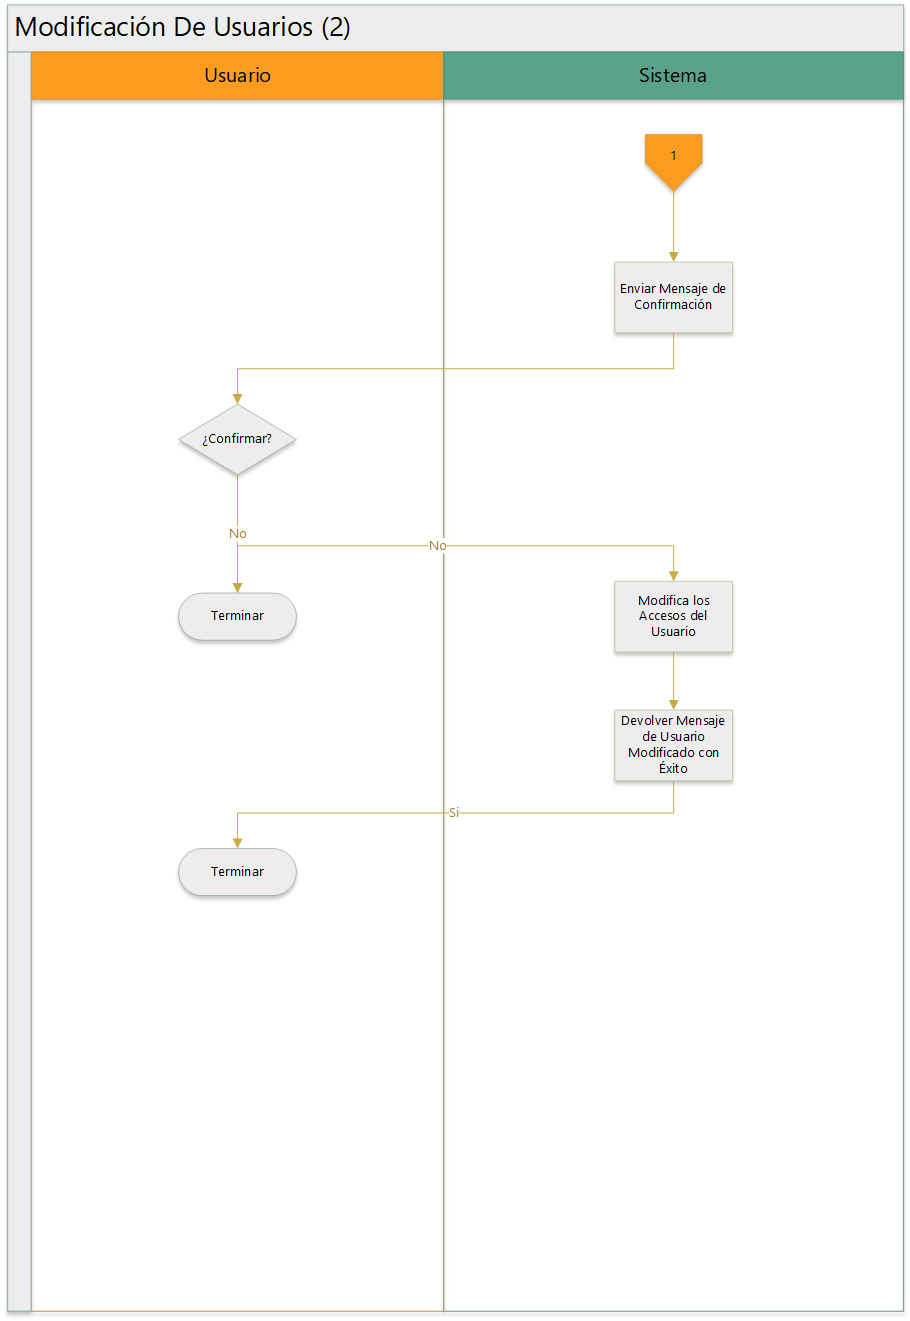 Modificación De Usuarios (2)
Usuario
Sistema
1
Enviar Mensaje de
Confirmación
¿Confirmar?
No
No
Terminar
Modifica los
Accesos del
Usuario
Devolver Mensaje
de Usuario
Modificado con
Éxito
Si
Terminar